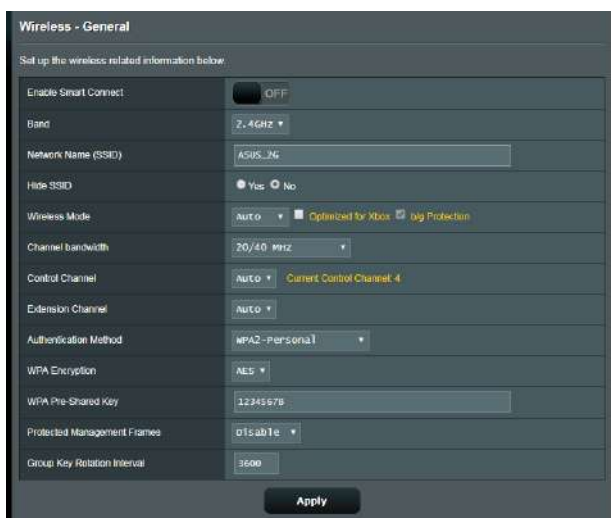 Wireless - General
Set up the wireless related information below.
Enable Smart Connect OFF
Band 2.4GHz
Network Name (SSID) ASUS_2G
Hide SSID Yes No
Wireless Mode Auto Optimized for Xbox b/g Protection
Channel bandwidth 20/40 MHz
Control Channel Auto Current Control Channel: 4
Extension Channel Auto
Authentication Method WPA2-Personal
WPA Encryption AES
WPA Pre-Shared Key 12345678
Protected Management Frames Disable
Group Key Rotation Interval 3600
Apply